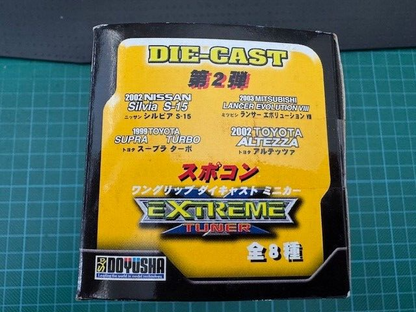 DIE-CAST
第2弾
2002 NISSAN
Silvia S-15
ニッサン シルビア S-15
2003 MITSUBISHI
LANCER EVOLUTION VIII
ミツビシ ランサー エボリューション VIII
1999 TOYOTA
SUPRA TURBO
トヨタ スープラ ターボ
2002 TOYOTA
ALTEZZA
トヨタ アルテッツァ
スポコン
ワングリップ ダイキャスト ミニカー
EXTREME
TUNER
全8種
DOYUSHA